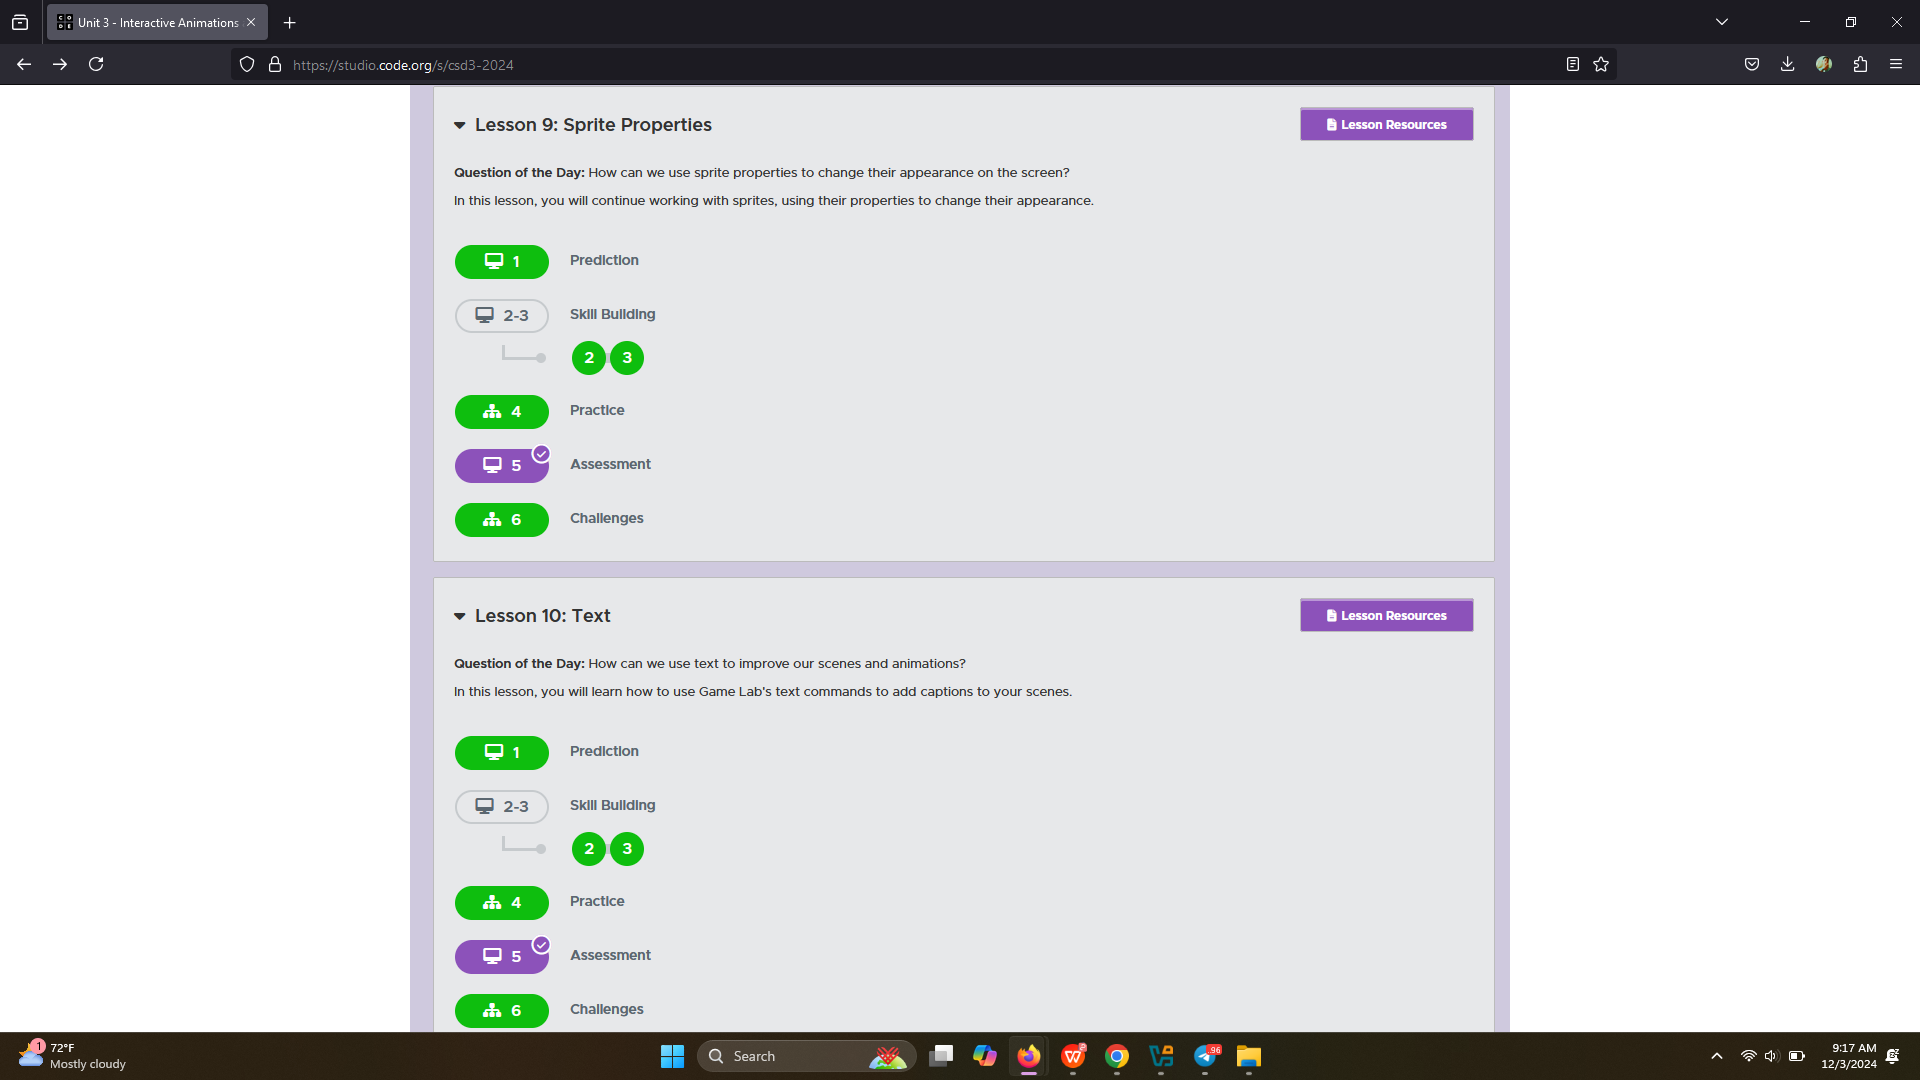 Unit 3 - Interactive Animations
https://studio.code.org/s/csd3-2024
Lesson 9: Sprite Properties
Lesson Resources
Question of the Day: How can we use sprite properties to change their appearance on the screen?
In this lesson, you will continue working with sprites, using their properties to change their appearance.
1 Prediction
2-3 Skill Building
2 3
4 Practice
5 Assessment
6 Challenges
Lesson 10: Text
Lesson Resources
Question of the Day: How can we use text to improve our scenes and animations?
In this lesson, you will learn how to use Game Lab's text commands to add captions to your scenes.
1 Prediction
2-3 Skill Building
2 3
4 Practice
5 Assessment
6 Challenges
1
72°F
Mostly cloudy
Search
96
9:17 AM
12/3/2024